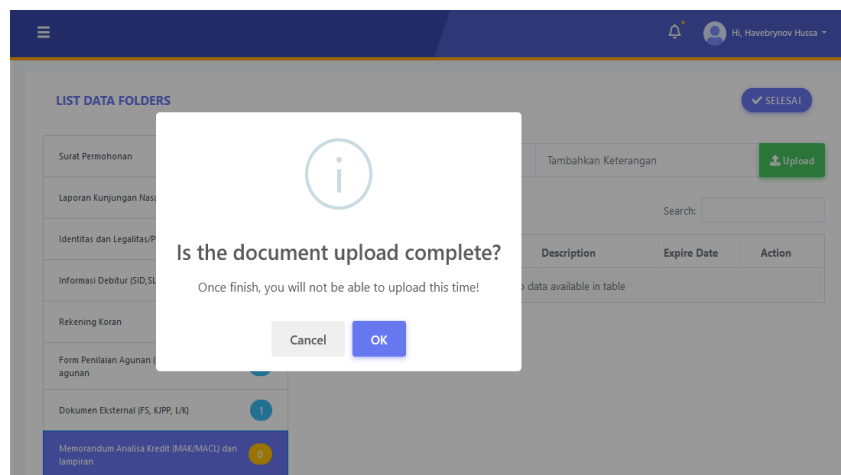 Hi, Havebrynov Hussa
LIST DATA FOLDERS
SELESAI
Surat Permohonan
Tambahkan Keterangan
Upload
Laporan Kunjungan Nasa
Search:
Identitas dan Legalitas/P
Is the document upload complete?
Description
Expire Date
Action
Informasi Debitur (SID,SL
Once finish, you will not be able to upload this time!
data available in table
Rekening Koran
Cancel
OK
Form Penilaian Agunan (
agunan
Dokumen Eksternal (FS, KJPP, L/K)
1
Memorandum Analisa Kredit (MAK/MACL) dan
lampiran
0